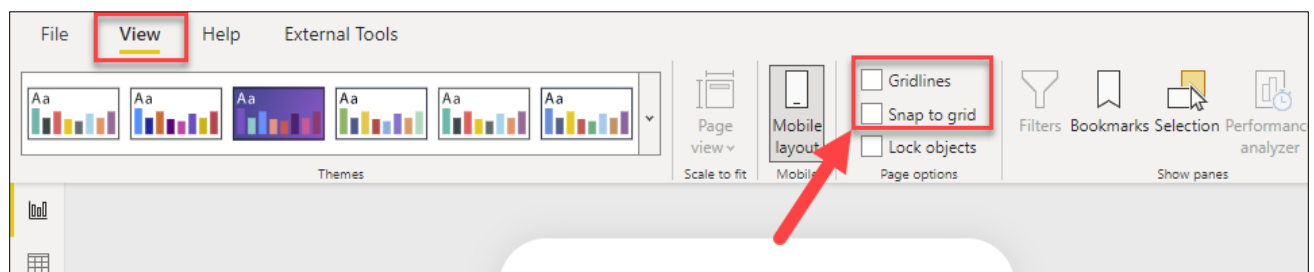 File View Help External Tools
Aa Aa Aa Aa Aa Aa
Gridlines
Snap to grid
Lock objects
Page
view
Mobile
layout
Filters Bookmarks Selection Performanc
analyzer
Themes Scale to fit Mobile Page options Show panes